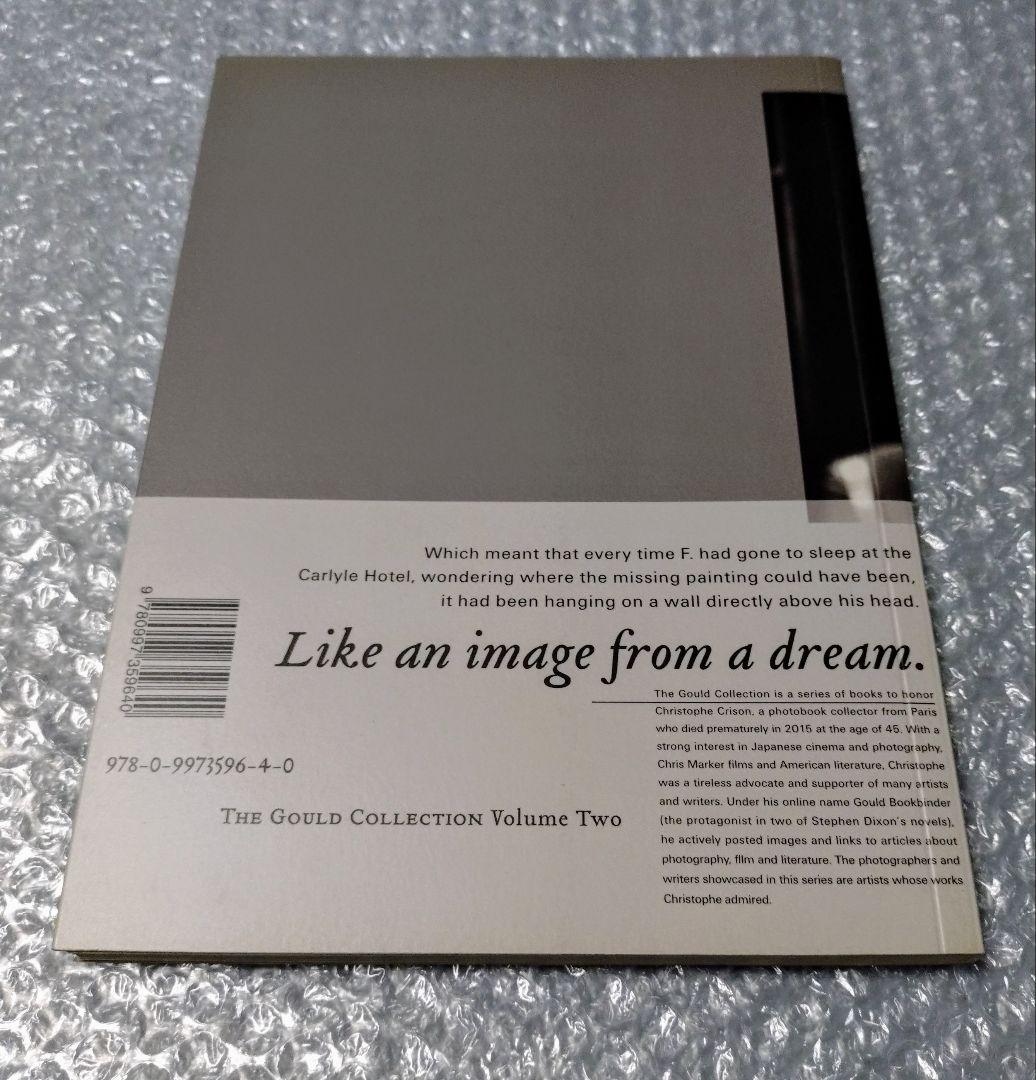 Which meant that every time F. had gone to sleep at the
Carlyle Hotel, wondering where the missing painting could have been,
it had been hanging on a wall directly above his head.
Like an image from a dream.
The Gould Collection is a series of books to honor
Christophe Crison, a photobook collector from Paris
who died prematurely in 2015 at the age of 45. With a
strong interest in Japanese cinema and photography,
Chris Marker films and American literature, Christophe
was a tireless advocate and supporter of many artists
and writers. Under his online name Gould Bookbinder
(the protagonist in two of Stephen Dixon's novels),
he actively posted images and links to articles about
photography, film and literature. The photographers and
writers showcased in this series are artists whose works
Christophe admired.
9 780997 359640
978-0-9973596-4-0
The Gould Collection Volume Two